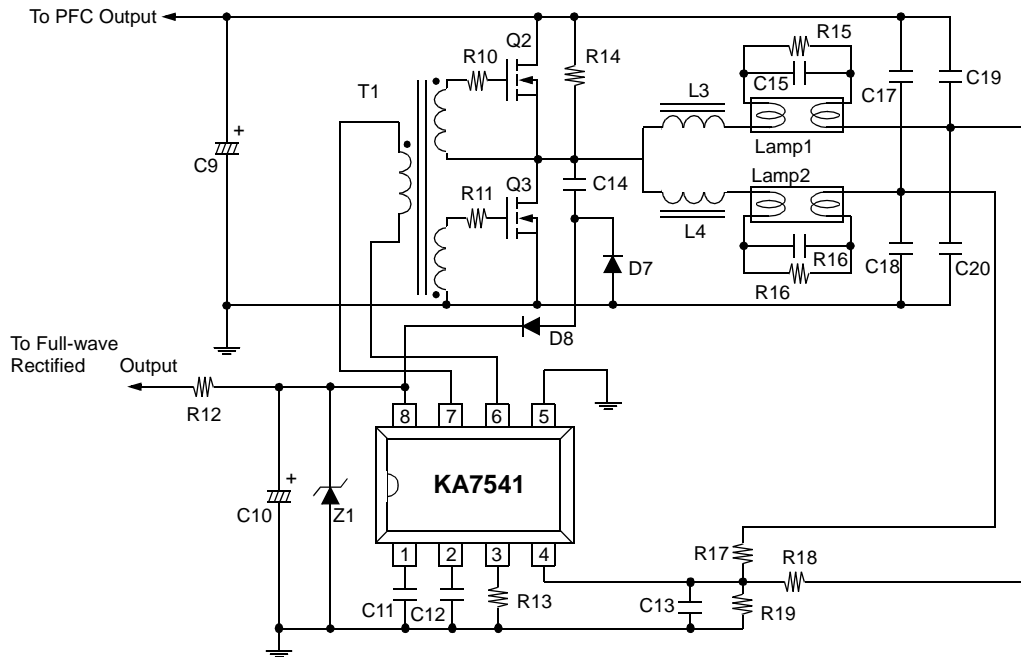 To PFC Output
Q2
R10
R14
R15
C15
C17
C19
T1
L3
Lamp1
+
C9
C14
Lamp2
Q3
R11
L4
D7
R16
R16
C18
C20
D8
To Full-wave
Rectified Output
R12
8 7 6 5
+
C10
Z1
KA7541
1 2 3 4
R17
R18
C11
C12
R13
C13
R19